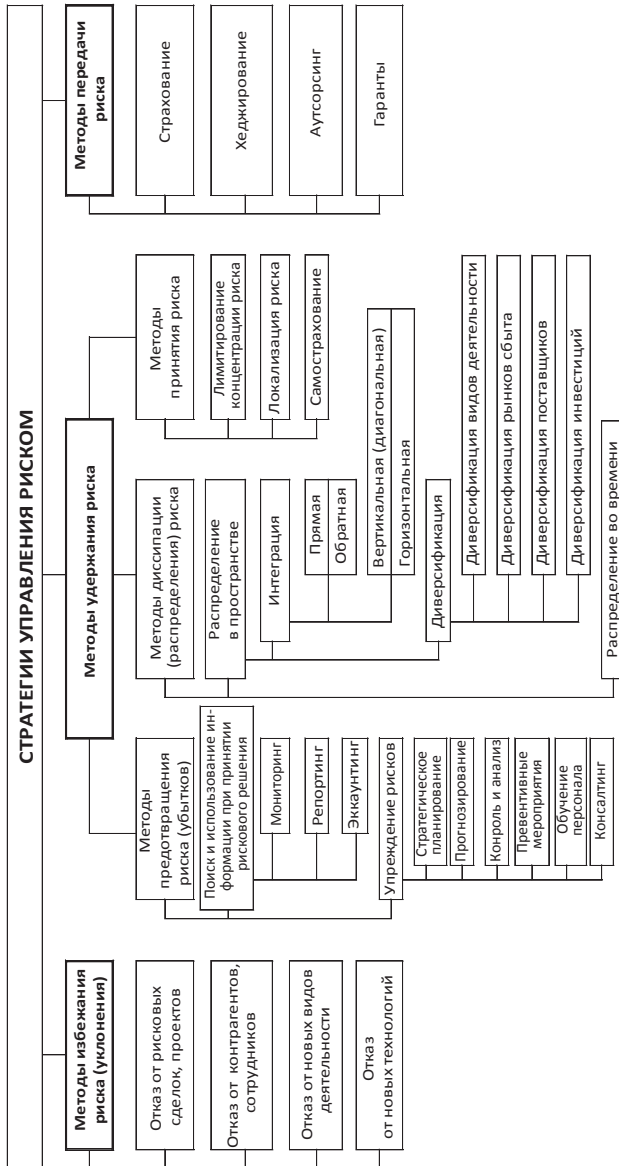 СТРАТЕГИИ УПРАВЛЕНИЯ РИСКОМ
Методы избежания
риска (уклонения)
Отказ от рисковых
сделок, проектов
Отказ от контрагентов,
сотрудников
Отказ от новых видов
деятельности
Отказ
от новых технологий
Методы удержания риска
Методы
предотвращения
риска (убытков)
Поиск и использование ин-
формации при принятии
рискового решения
Мониторинг
Репортинг
Эккаунтинг
Упреждение рисков
Стратегическое
планирование
Прогнозирование
Конроль и анализ
Превентивные
мероприятия
Обучение
персонала
Консалтинг
Методы диссипации
(распределения) риска
Распределение
в пространстве
Интеграция
Прямая
Обратная
Вертикальная (диагональная)
Горизонтальная
Диверсификация
Диверсификация видов деятельности
Диверсификация рынков сбыта
Диверсификация поставщиков
Диверсификация инвестиций
Распределение во времени
Методы
принятия риска
Лимитирование
концентрации риска
Локализация риска
Самострахование
Методы передачи
риска
Страхование
Хеджирование
Аутсорсинг
Гаранты